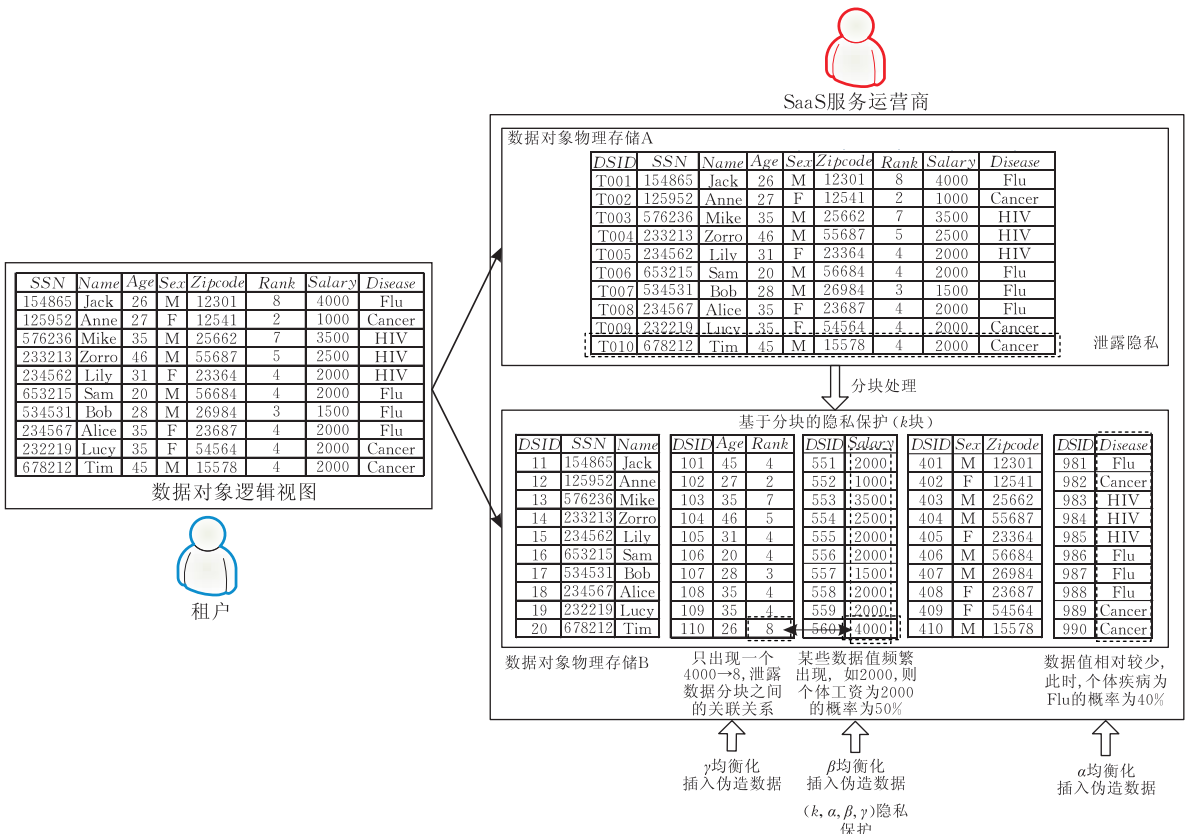 SaaS服务运营商
数据对象物理存储A
DSID SSN Name Age Sex Zipcode Rank Salary Disease
T001 154865 Jack 26 M 12301 8 4000 Flu
T002 125952 Anne 27 F 12541 2 1000 Cancer
T003 576236 Mike 35 M 25662 7 3500 HIV
T004 233213 Zorro 46 M 55687 5 2500 HIV
T005 234562 Lily 31 F 23364 4 2000 HIV
T006 653215 Sam 20 M 56684 4 2000 Flu
T007 534531 Bob 28 M 26984 3 1500 Flu
T008 234567 Alice 35 F 23687 4 2000 Flu
T009 232219 Lucy 35 F 54564 4 2000 Cancer
T010 678212 Tim 45 M 15578 4 2000 Cancer
泄露隐私
SSN Name Age Sex Zipcode Rank Salary Disease
154865 Jack 26 M 12301 8 4000 Flu
125952 Anne 27 F 12541 2 1000 Cancer
576236 Mike 35 M 25662 7 3500 HIV
233213 Zorro 46 M 55687 5 2500 HIV
234562 Lily 31 F 23364 4 2000 HIV
653215 Sam 20 M 56684 4 2000 Flu
534531 Bob 28 M 26984 3 1500 Flu
234567 Alice 35 F 23687 4 2000 Flu
232219 Lucy 35 F 54564 4 2000 Cancer
678212 Tim 45 M 15578 4 2000 Cancer
数据对象逻辑视图
租户
分块处理
基于分块的隐私保护(k块)
DSID SSN Name DSID Age Rank DSID Salary DSID Sex Zipcode DSID Disease
11 154865 Jack 101 45 4 551 2000 401 M 12301 981 Flu
12 125952 Anne 102 27 2 552 1000 402 F 12541 982 Cancer
13 576236 Mike 103 35 7 553 3500 403 M 25662 983 HIV
14 233213 Zorro 104 46 5 554 2500 404 M 55687 984 HIV
15 234562 Lily 105 31 4 555 2000 405 F 23364 985 HIV
16 653215 Sam 106 20 4 556 2000 406 M 56684 986 Flu
17 534531 Bob 107 28 3 557 1500 407 M 26984 987 Flu
18 234567 Alice 108 35 4 558 2000 408 F 23687 988 Flu
19 232219 Lucy 109 35 4 559 2000 409 F 54564 989 Cancer
20 678212 Tim 110 26 8 560 4000 410 M 15578 990 Cancer
数据对象物理存储B
只出现一个
4000→8,泄露
数据分块之间
的关联关系
某些数据值频繁
出现, 如2000,则
个体工资为2000
的概率为50%
数据值相对较少,
此时,个体疾病为
Flu的概率为40%
γ均衡化
插入伪造数据
β均衡化
插入伪造数据
(k, α, β, γ)隐私
保护
α均衡化
插入伪造数据